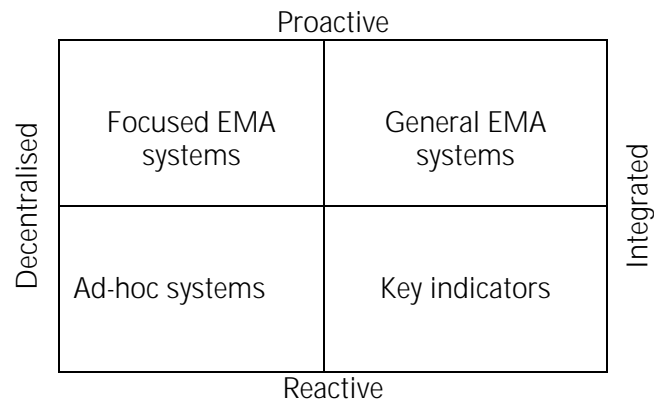 Proactive
Focused EMA
systems
General EMA
systems
Decentralised
Integrated
Ad-hoc systems
Key indicators
Reactive